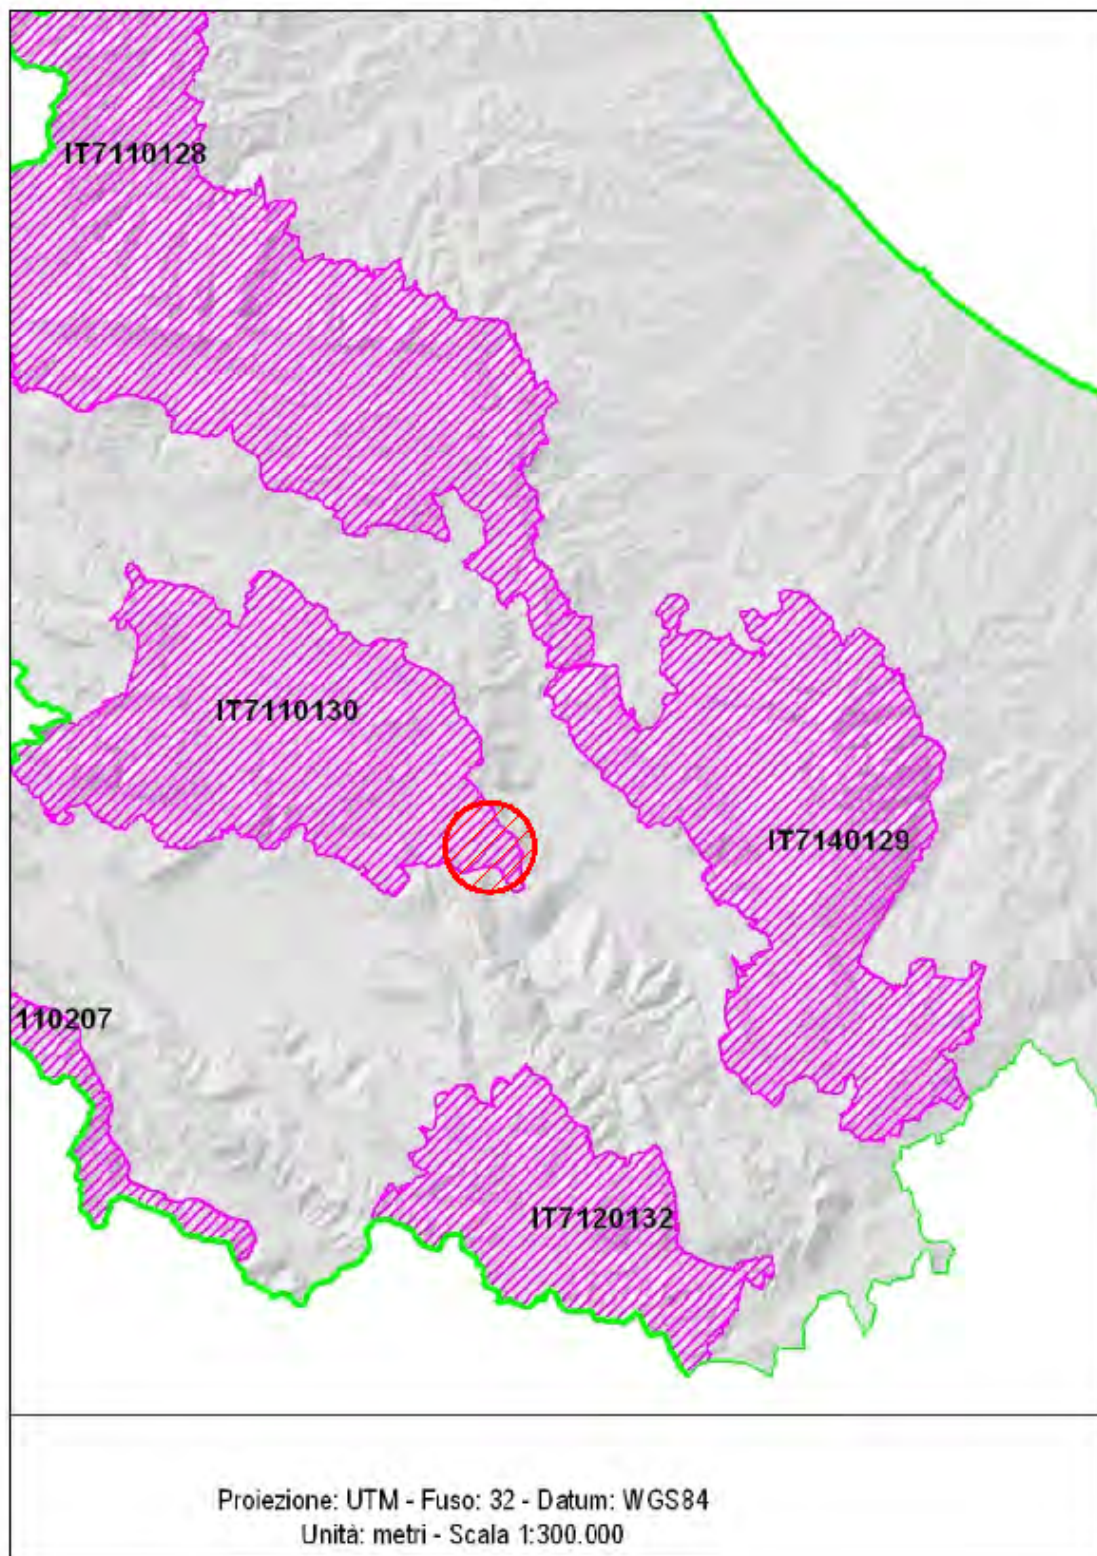 IT7110128
IT7110130
IT7140129
110207
IT7120132
Proiezione: UTM - Fuso: 32 - Datum: WGS84
Unità: metri - Scala 1:300.000